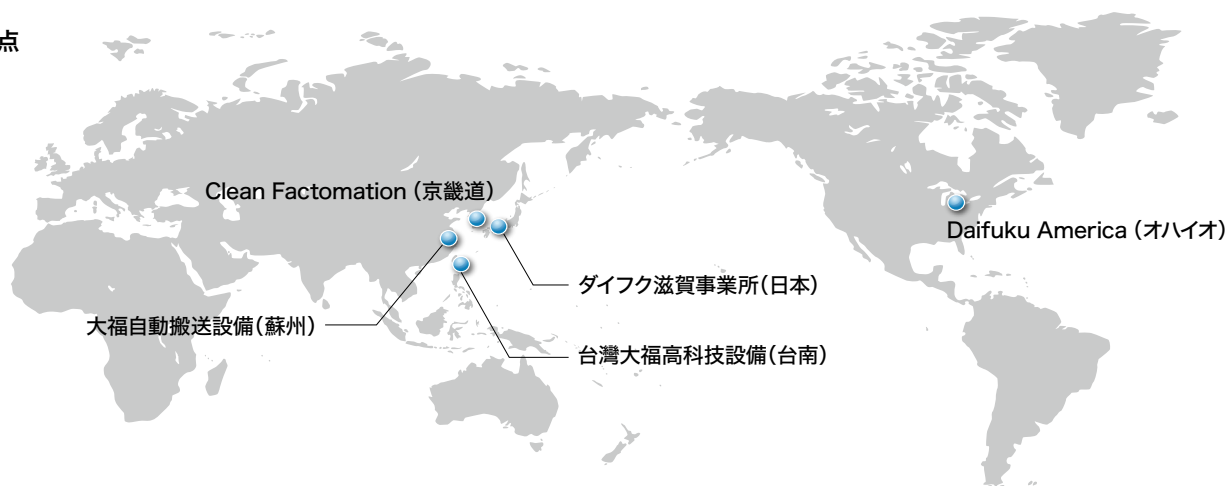 点
Clean Factomation（京畿道）
Daifuku America（オハイオ）
ダイフク滋賀事業所（日本）
大福自動搬送設備（蘇州）
台灣大福高科技設備（台南）